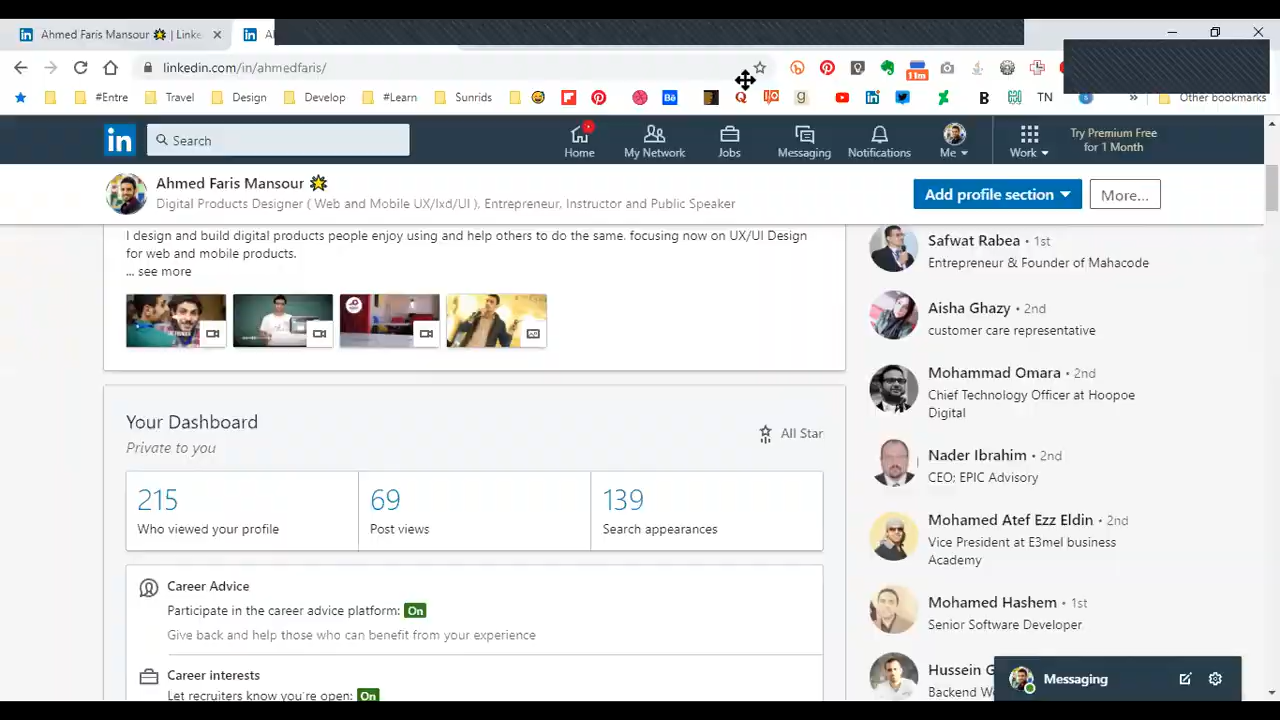 Ahmed Faris Mansour | Linke
linkedin.com/in/ahmedfaris/
11m
#Entre
Travel
Design
Develop
#Learn
Sunrids
TN
Other bookmarks
Search
Home
My Network
Jobs
Messaging
Notifications
Me
Work
Try Premium Free
for 1 Month
Ahmed Faris Mansour
Digital Products Designer ( Web and Mobile UX/Ixd/UI ), Entrepreneur, Instructor and Public Speaker
Add profile section
More...
I design and build digital products people enjoy using and help others to do the same. focusing now on UX/UI Design
for web and mobile products.
... see more
Your Dashboard
Private to you
All Star
215
Who viewed your profile
69
Post views
139
Search appearances
Career Advice
Participate in the career advice platform: On
Give back and help those who can benefit from your experience
Career interests
Let recruiters know you're open: On
Safwat Rabea • 1st
Entrepreneur & Founder of Mahacode
Aisha Ghazy • 2nd
customer care representative
Mohammad Omara • 2nd
Chief Technology Officer at Hoopoe
Digital
Nader Ibrahim • 2nd
CEO; EPIC Advisory
Mohamed Atef Ezz Eldin • 2nd
Vice President at E3mel business
Academy
Mohamed Hashem • 1st
Senior Software Developer
Hussein G
Backend We
Messaging